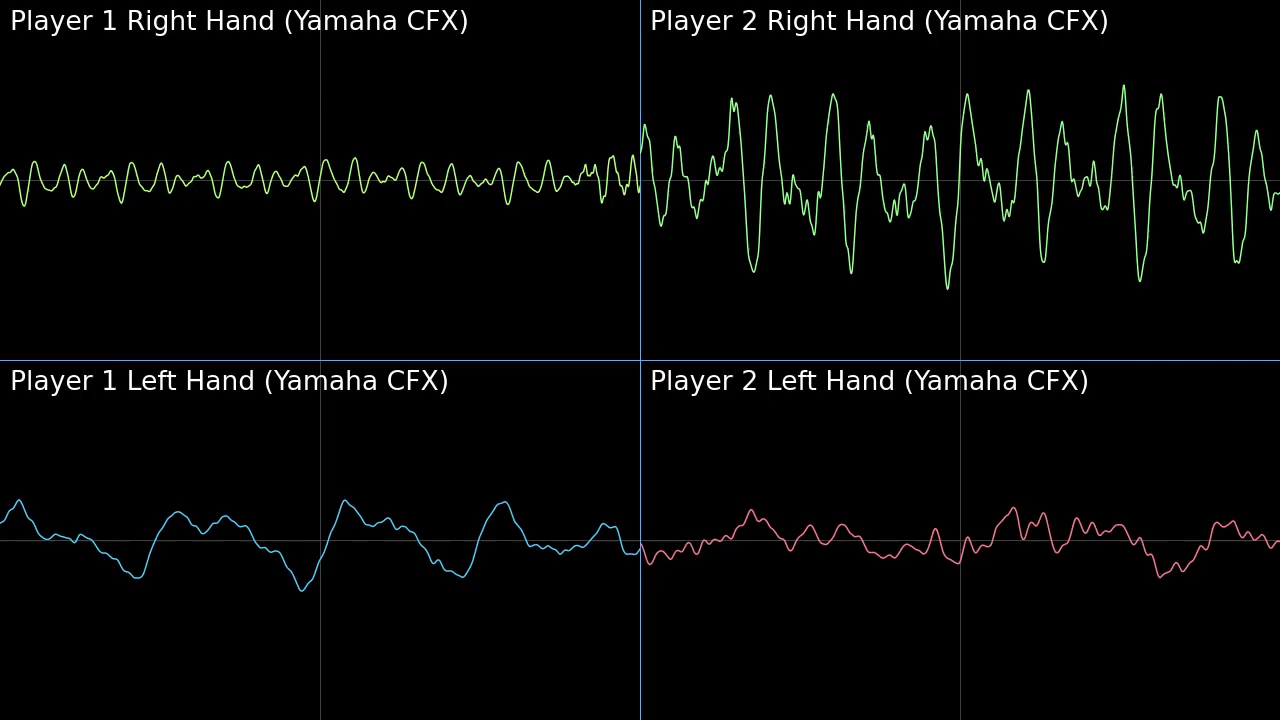 Player 1 Right Hand (Yamaha CFX)
Player 2 Right Hand (Yamaha CFX)
Player 1 Left Hand (Yamaha CFX)
Player 2 Left Hand (Yamaha CFX)